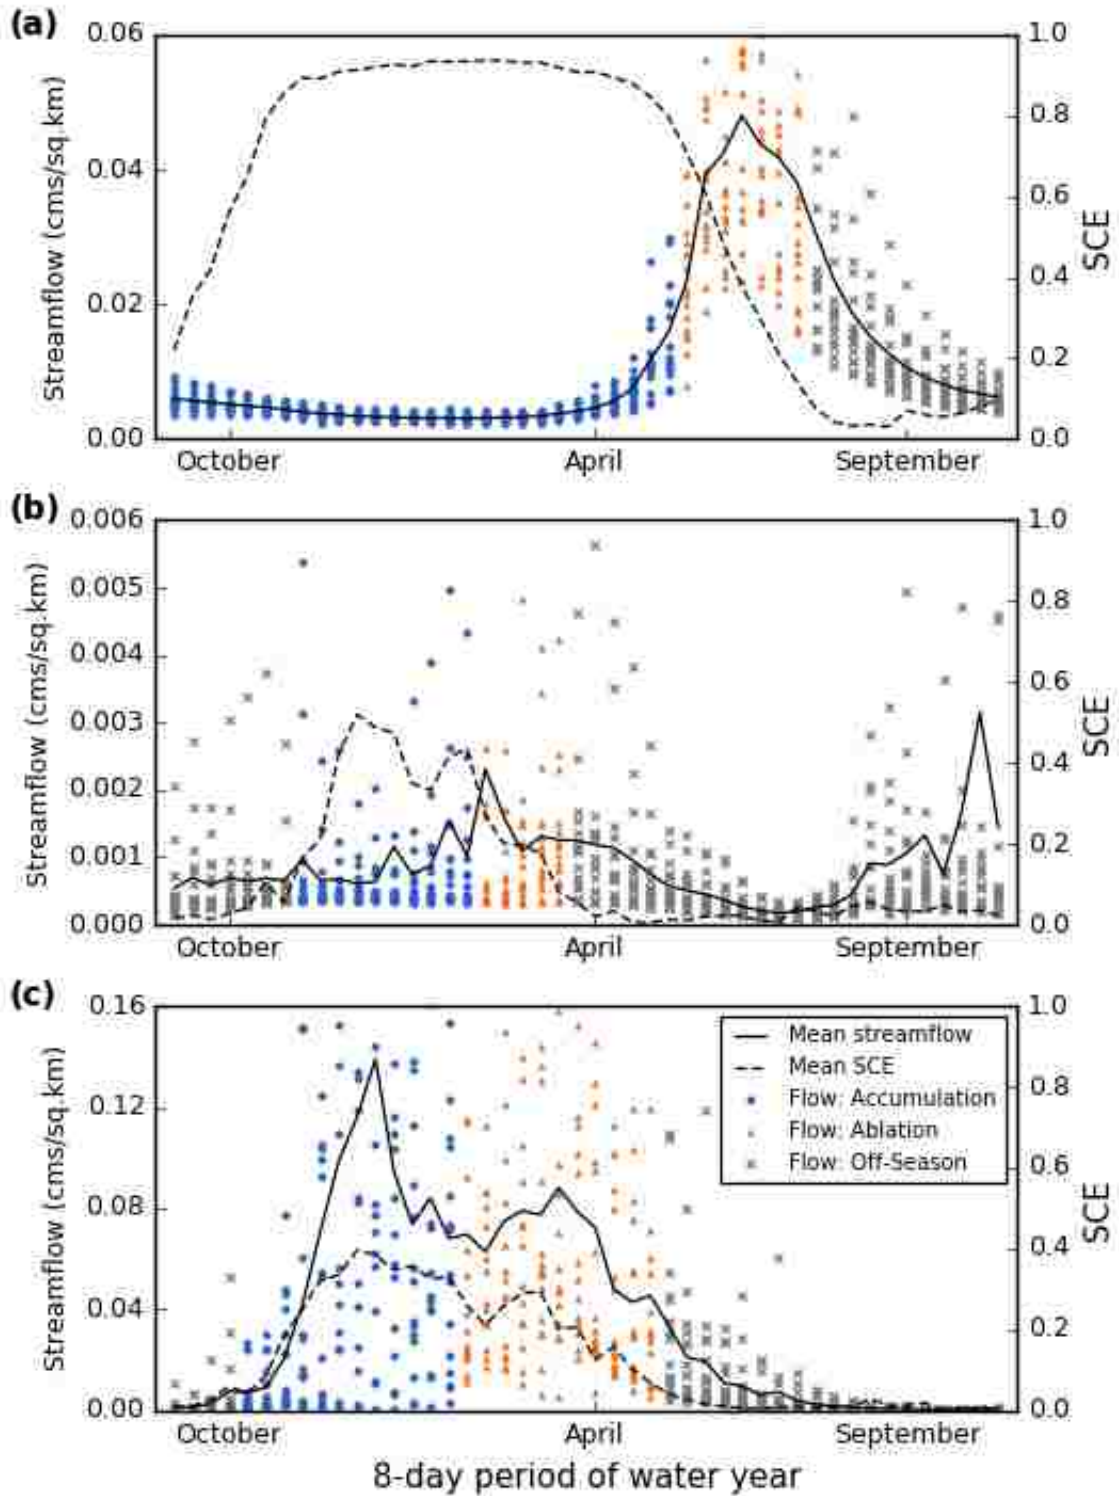 (a)
0.06
0.04
0.02
0.00
Streamflow (cms/sq.km)
1.0
0.8
0.6
0.4
0.2
0.0
SCE
October
April
September
(b)
0.006
0.005
0.004
0.003
0.002
0.001
0.000
Streamflow (cms/sq.km)
1.0
0.8
0.6
0.4
0.2
0.0
SCE
October
April
September
(c)
0.16
0.12
0.08
0.04
0.00
Streamflow (cms/sq.km)
1.0
0.8
0.6
0.4
0.2
0.0
SCE
Mean streamflow
Mean SCE
Flow: Accumulation
Flow: Ablation
Flow: Off-Season
October
April
September
8-day period of water year